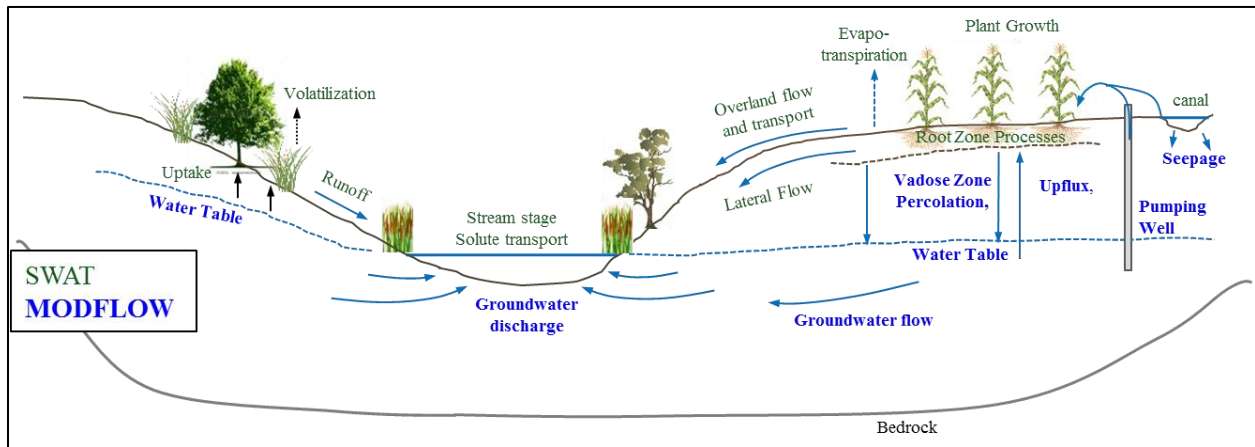 Plant Growth
Evapo-
transpiration
Volatilization
Overland flow
and transport
canal
Root Zone Processes
Seepage
Uptake
Runoff
Lateral Flow
Vadose Zone
Percolation,
Upflux,
Water Table
Stream stage
Solute transport
Pumping
Well
Water Table
SWAT
MODFLOW
Groundwater
discharge
Groundwater flow
Bedrock